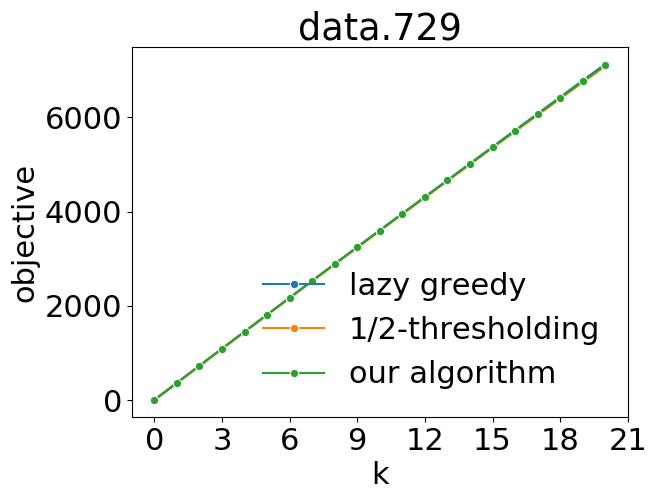 data.729
objective
6000
4000
2000
0
lazy greedy
1/2-thresholding
our algorithm
0 3 6 9 12 15 18 21
k